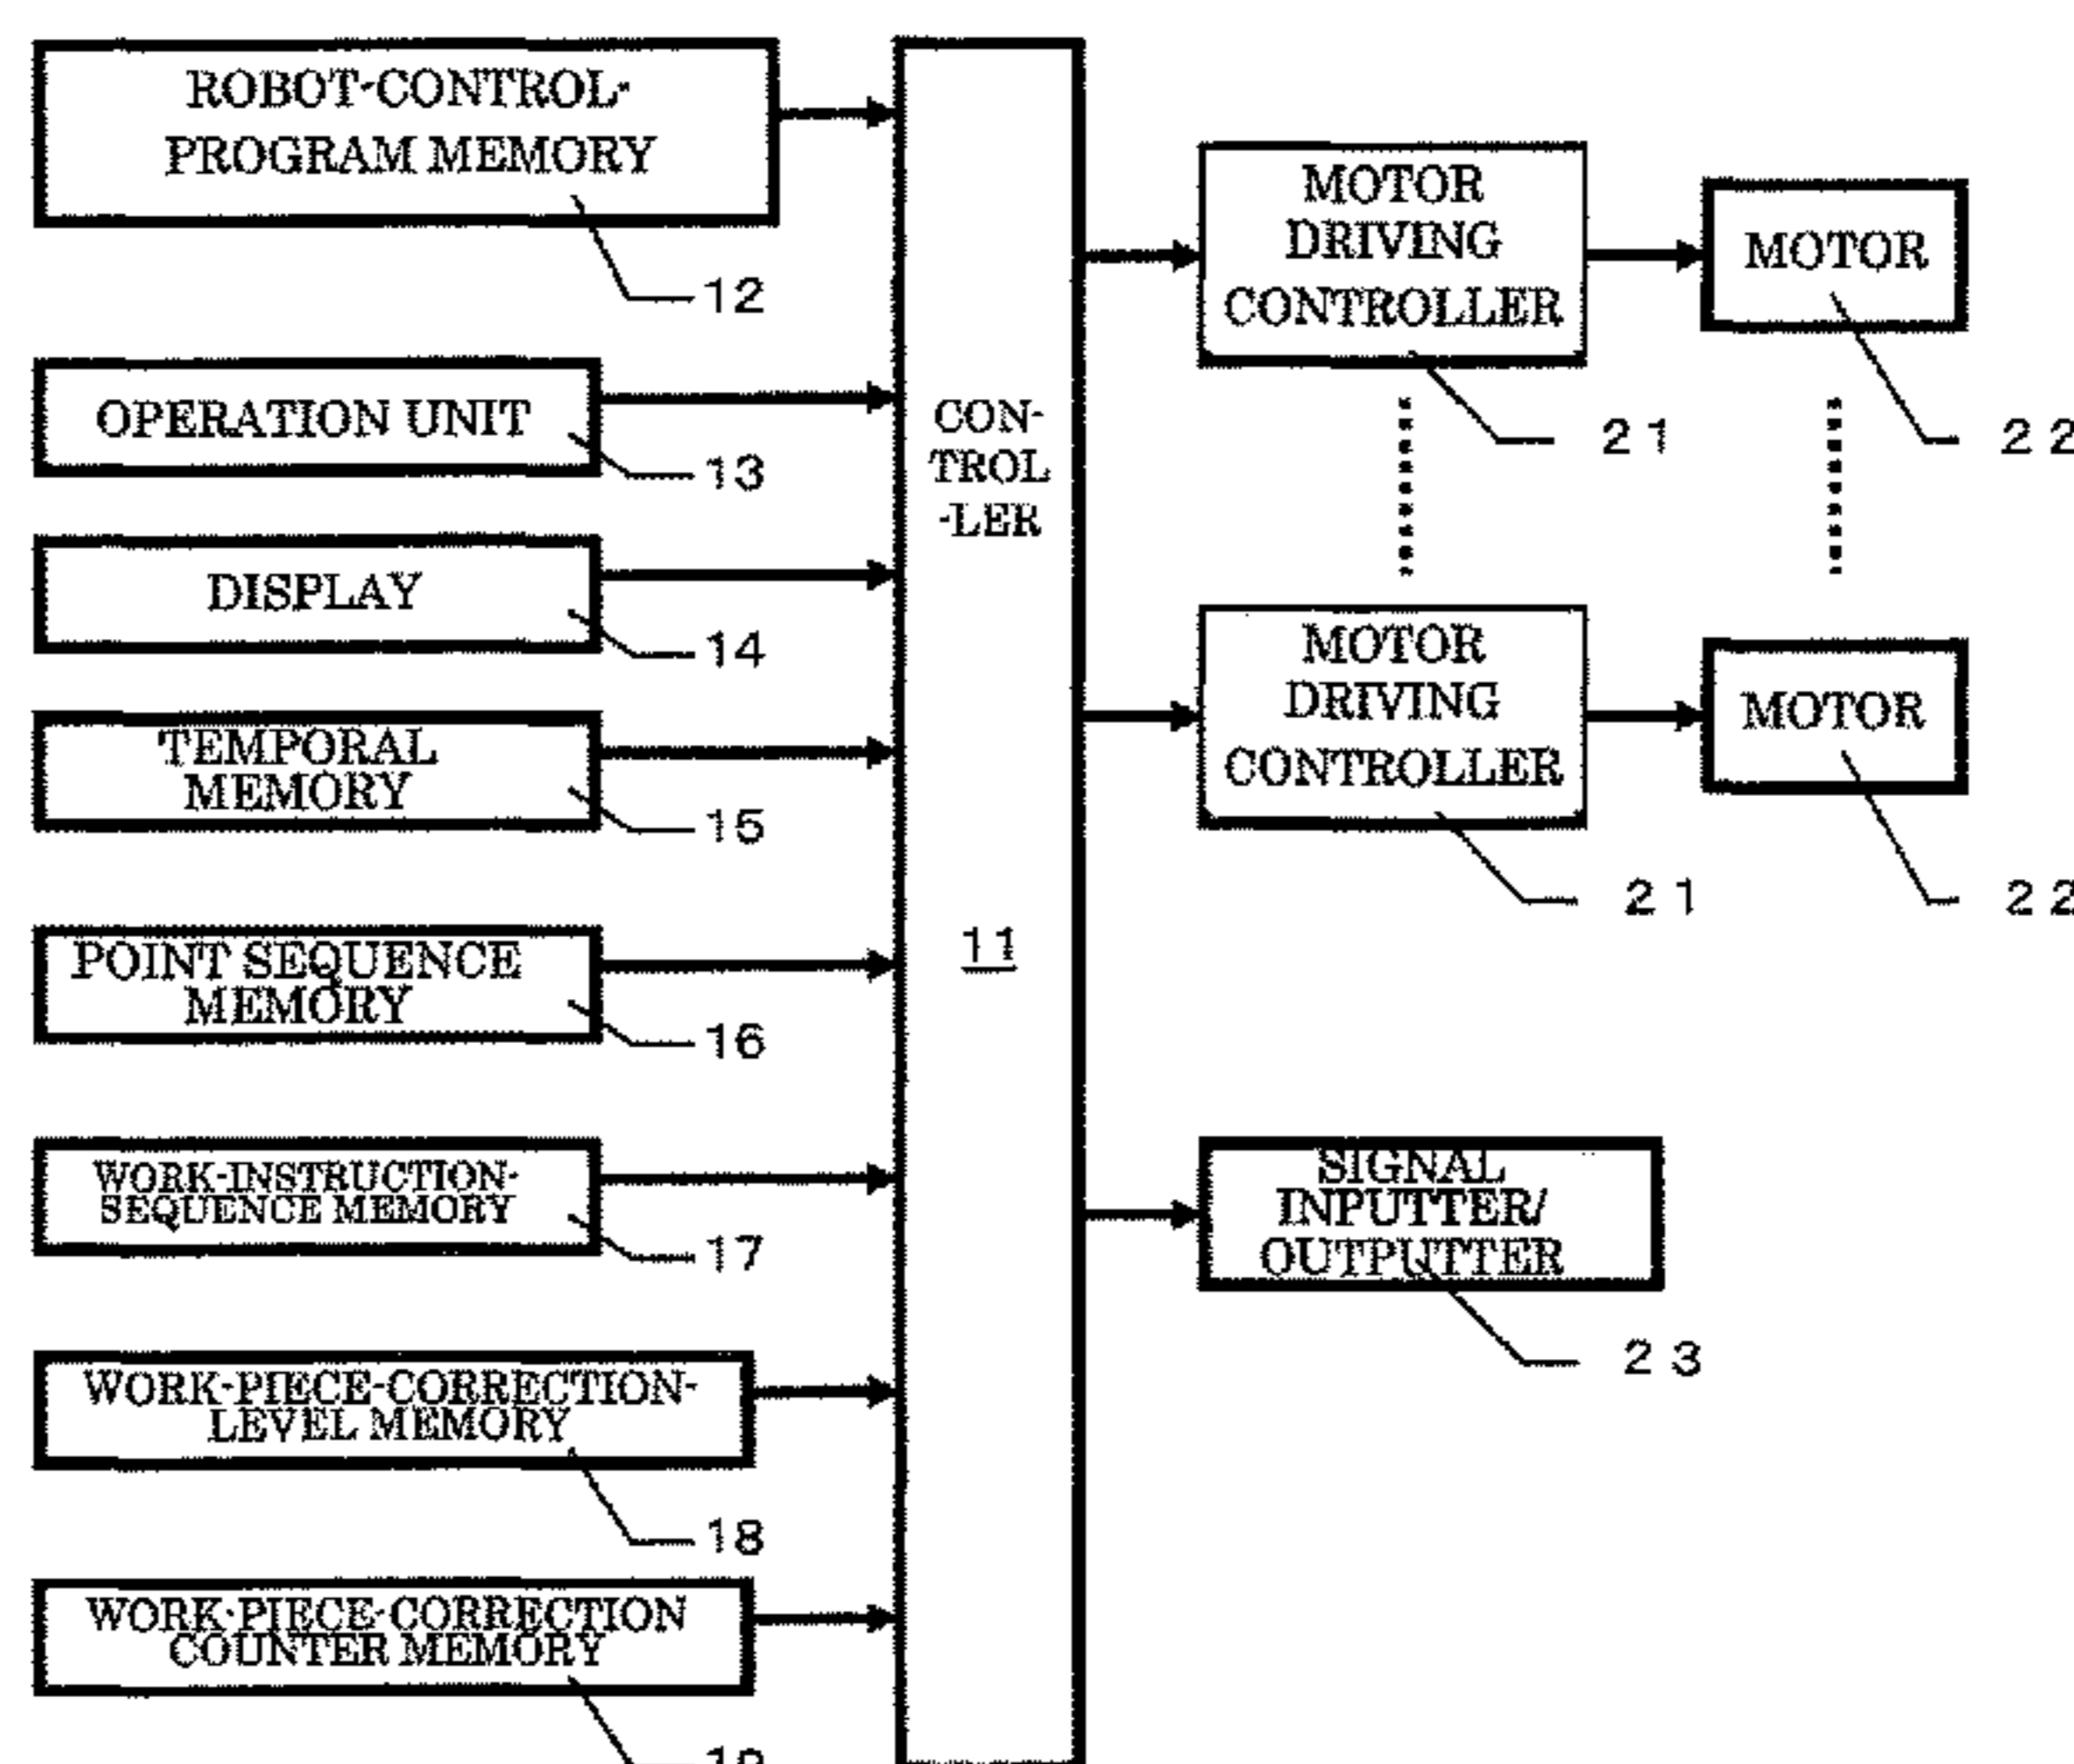 ROBOT-CONTROL-
PROGRAM MEMORY
12
OPERATION UNIT
13
DISPLAY
14
TEMPORAL
MEMORY
15
POINT SEQUENCE
MEMORY
16
WORK-INSTRUCTION-
SEQUENCE MEMORY
17
WORK-PIECE-CORRECTION-
LEVEL MEMORY
18
WORK-PIECE-CORRECTION
COUNTER MEMORY
CON-
TROL
-LER
11
MOTOR
DRIVING
CONTROLLER
21
MOTOR
22
MOTOR
DRIVING
CONTROLLER
21
MOTOR
22
SIGNAL
INPUTTER/
OUTPUTTER
23